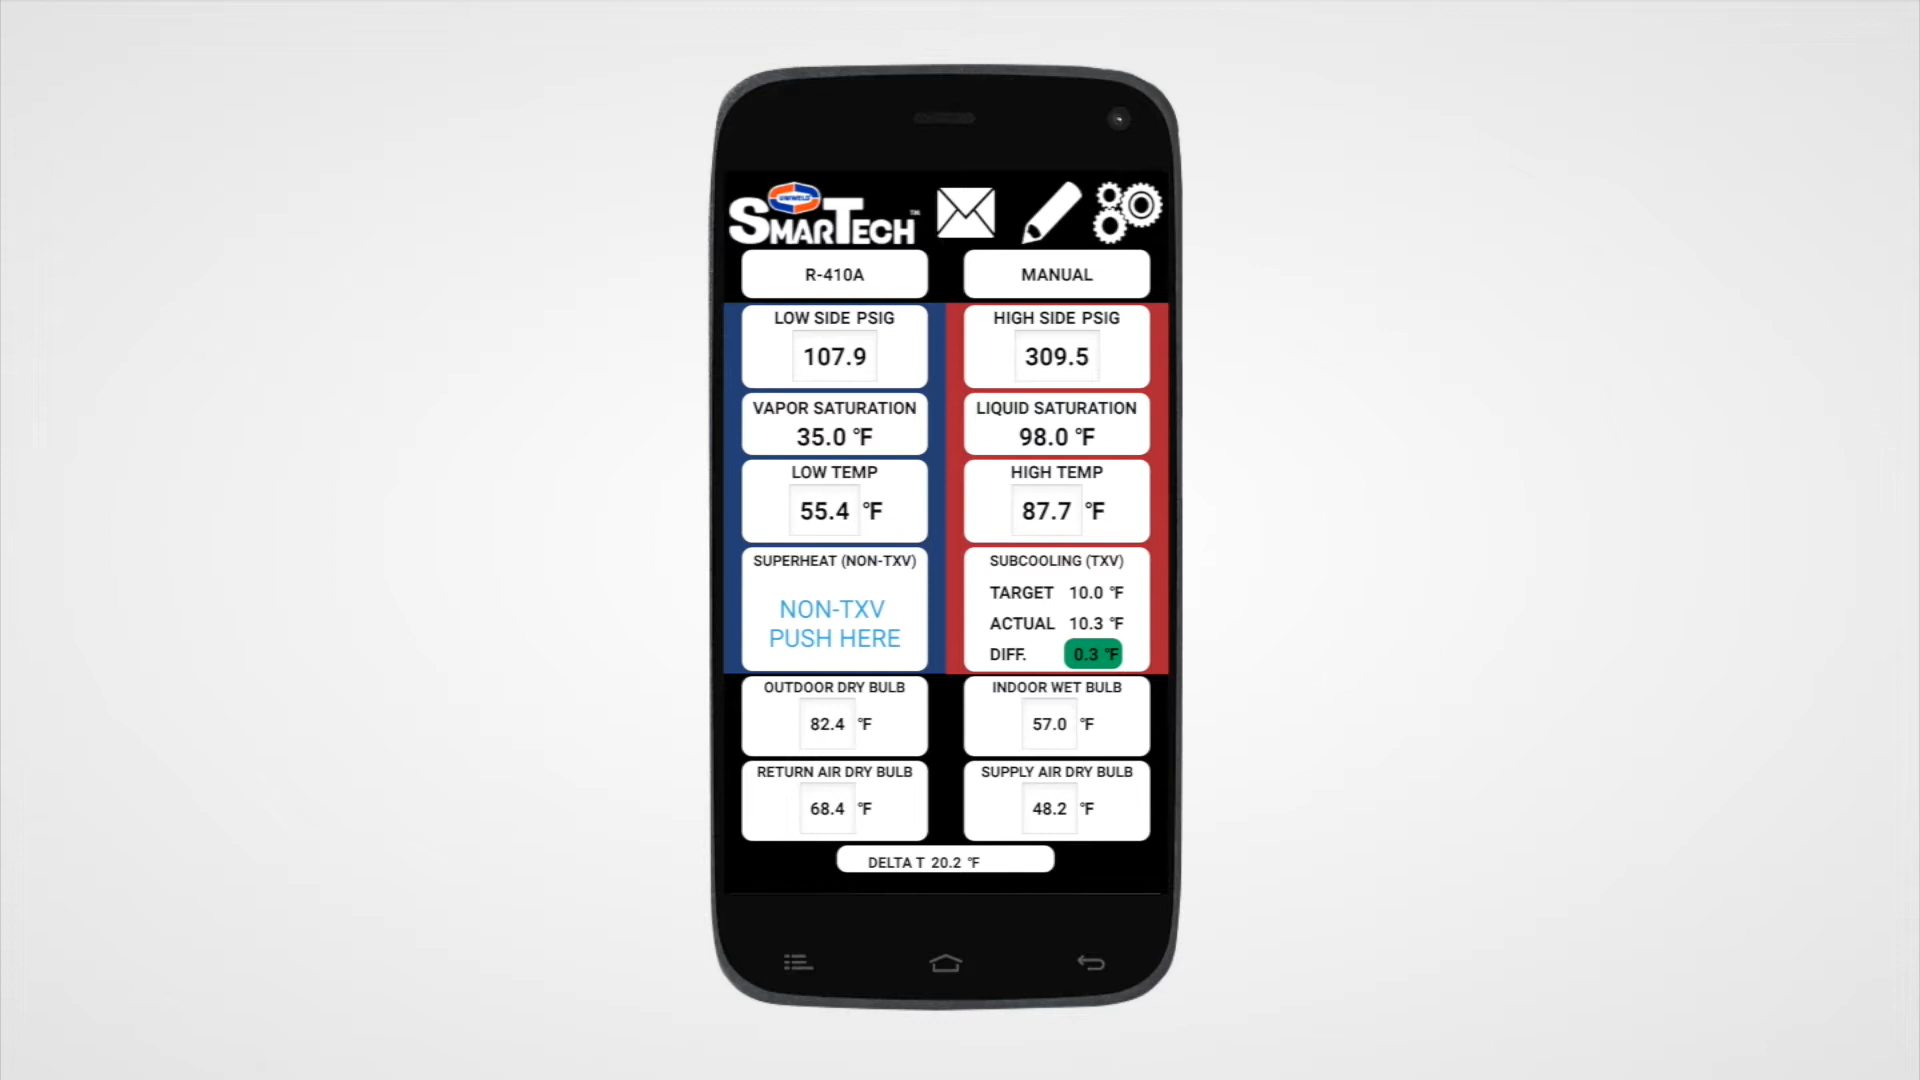 UNIWELD
SMARTECH™
R-410A
MANUAL
LOW SIDE PSIG
107.9
HIGH SIDE PSIG
309.5
VAPOR SATURATION
35.0 °F
LIQUID SATURATION
98.0 °F
LOW TEMP
55.4 °F
HIGH TEMP
87.7 °F
SUPERHEAT (NON-TXV)
NON-TXV
PUSH HERE
SUBCOOLING (TXV)
TARGET 10.0 °F
ACTUAL 10.3 °F
DIFF. 0.3 °F
OUTDOOR DRY BULB
82.4 °F
INDOOR WET BULB
57.0 °F
RETURN AIR DRY BULB
68.4 °F
SUPPLY AIR DRY BULB
48.2 °F
DELTA T 20.2 °F